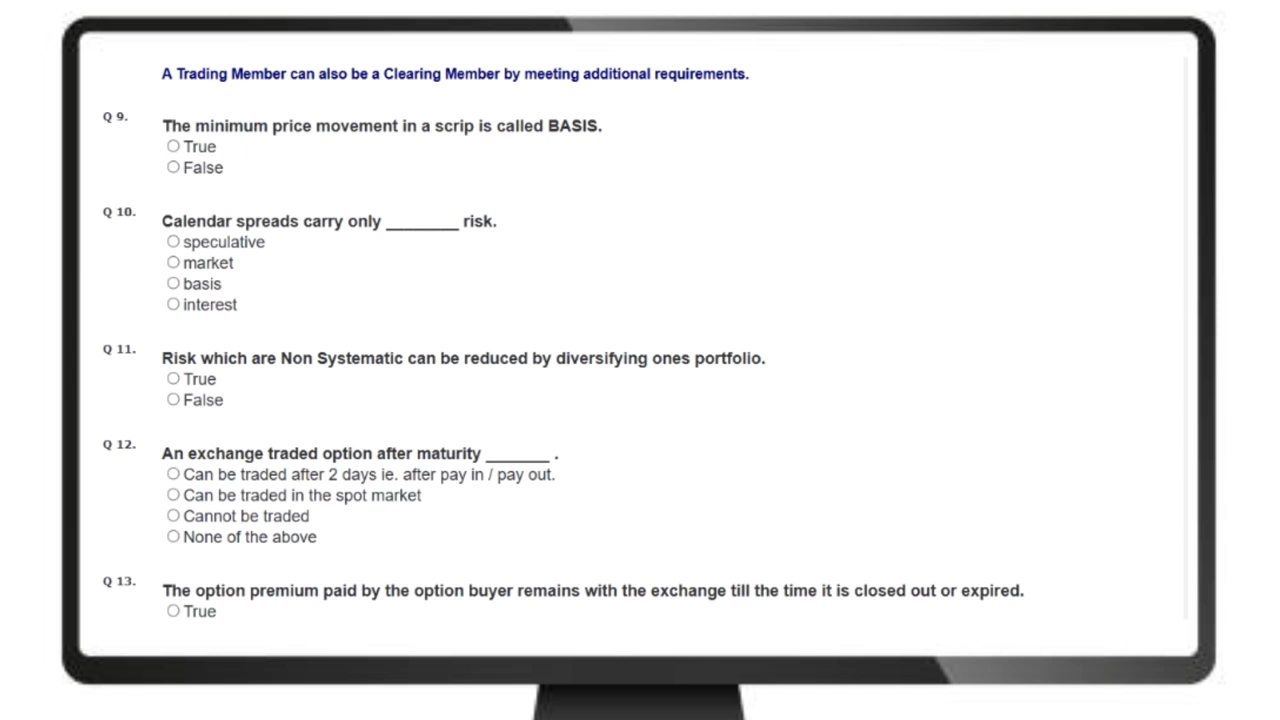 A Trading Member can also be a Clearing Member by meeting additional requirements.
Q 9.
The minimum price movement in a scrip is called BASIS.
True
False
Q 10.
Calendar spreads carry only ________ risk.
speculative
market
basis
interest
Q 11.
Risk which are Non Systematic can be reduced by diversifying ones portfolio.
True
False
Q 12.
An exchange traded option after maturity _______ .
Can be traded after 2 days ie. after pay in / pay out.
Can be traded in the spot market
Cannot be traded
None of the above
Q 13.
The option premium paid by the option buyer remains with the exchange till the time it is closed out or expired.
True